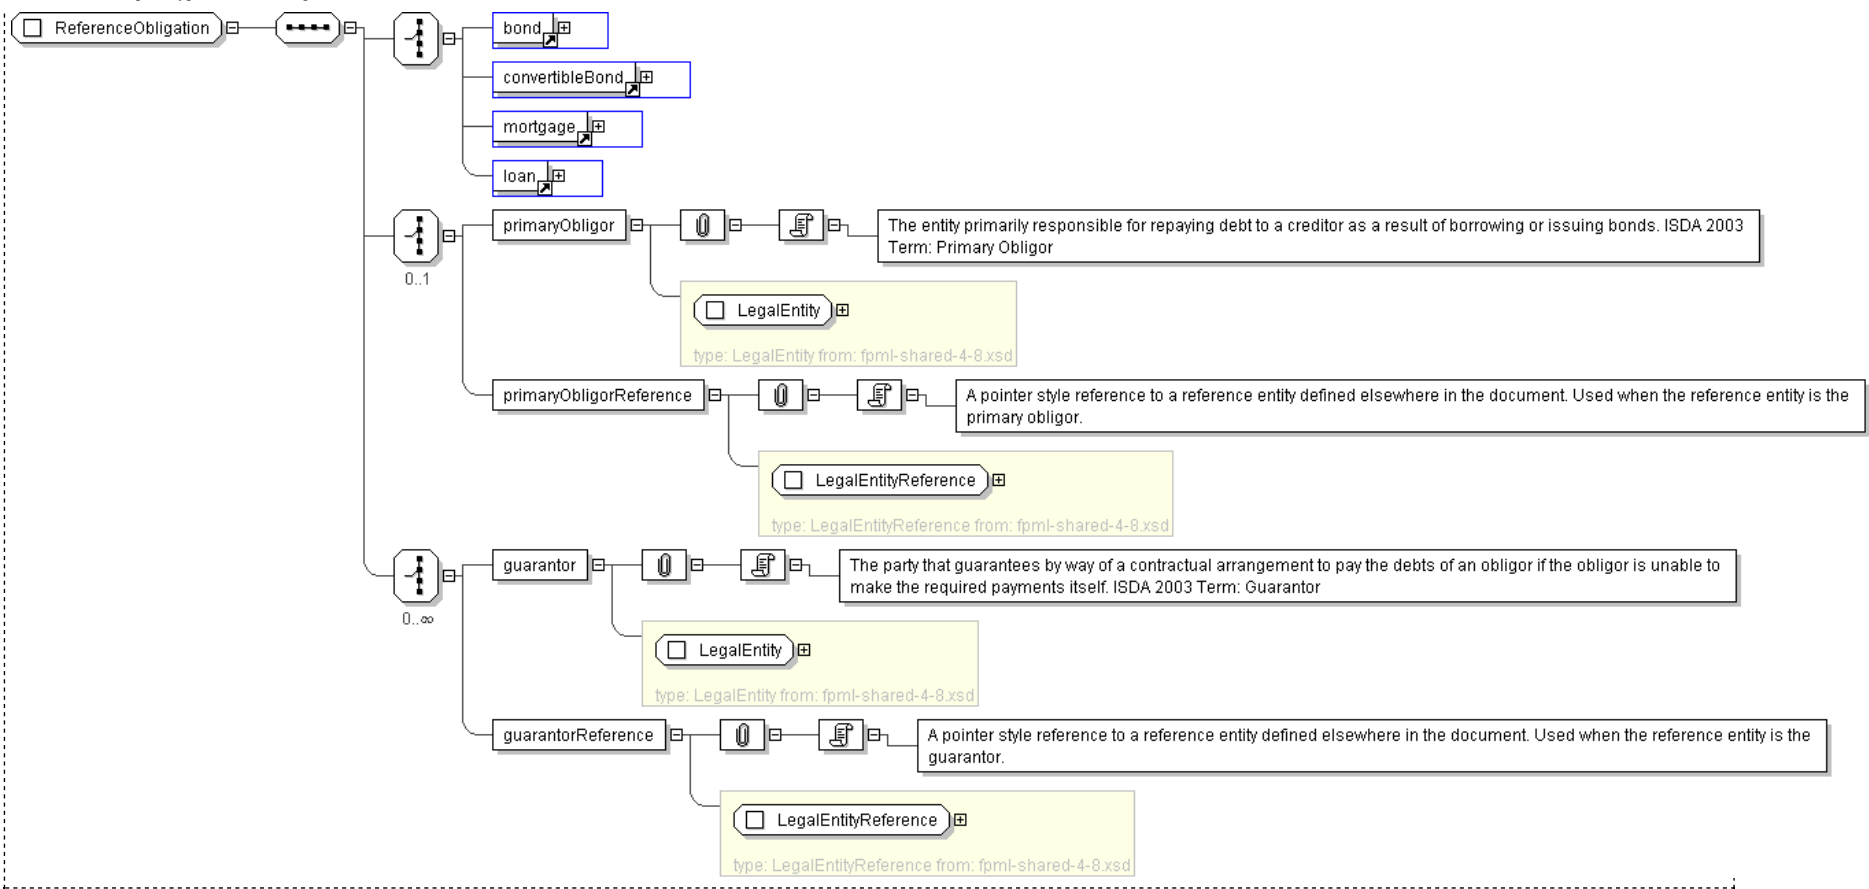 ReferenceObligation
bond
convertibleBond
mortgage
loan
0..1
primaryObligor
The entity primarily responsible for repaying debt to a creditor as a result of borrowing or issuing bonds. ISDA 2003
Term: Primary Obligor
LegalEntity
type: LegalEntity from: fpml-shared-4-8.xsd
primaryObligorReference
A pointer style reference to a reference entity defined elsewhere in the document. Used when the reference entity is the
primary obligor.
LegalEntityReference
type: LegalEntityReference from: fpml-shared-4-8.xsd
0..∞
guarantor
The party that guarantees by way of a contractual arrangement to pay the debts of an obligor if the obligor is unable to
make the required payments itself. ISDA 2003 Term: Guarantor
LegalEntity
type: LegalEntity from: fpml-shared-4-8.xsd
guarantorReference
A pointer style reference to a reference entity defined elsewhere in the document. Used when the reference entity is the
guarantor.
LegalEntityReference
type: LegalEntityReference from: fpml-shared-4-8.xsd